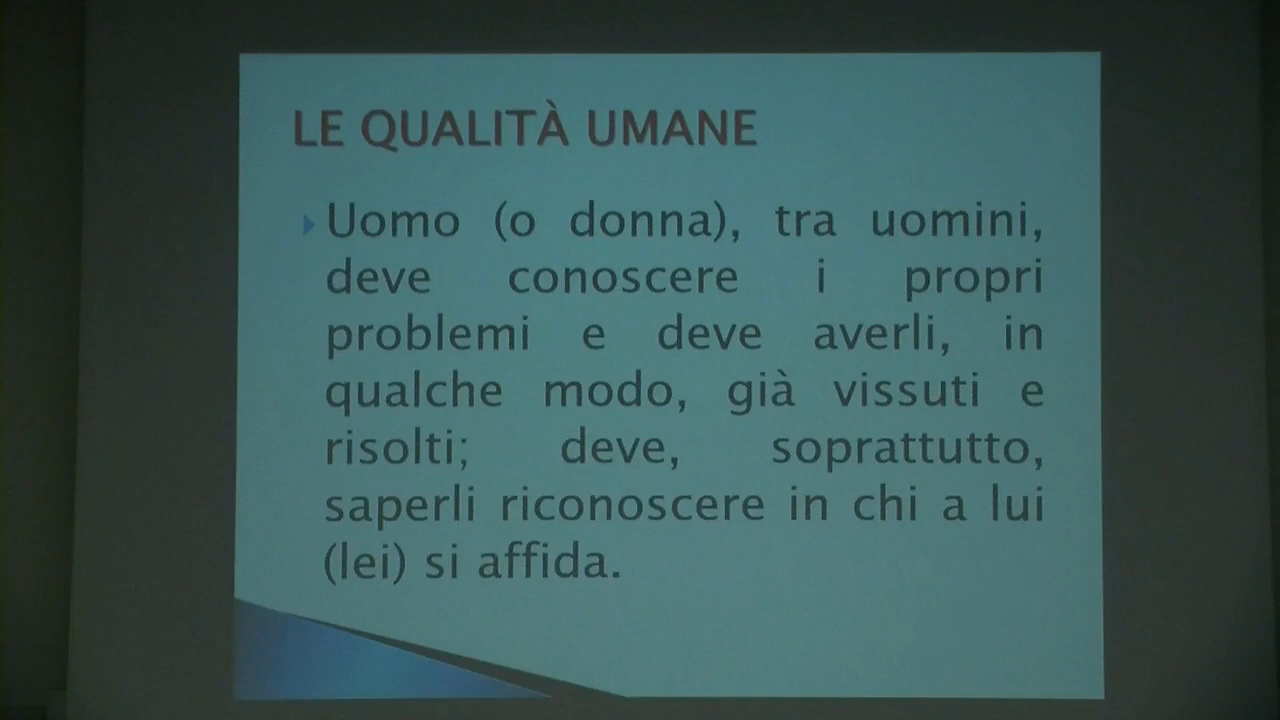 LE QUALITÀ UMANE
Uomo (o donna), tra uomini,
deve conoscere i propri
problemi e deve averli, in
qualche modo, già vissuti e
risolti; deve, soprattutto,
saperli riconoscere in chi a lui
(lei) si affida.